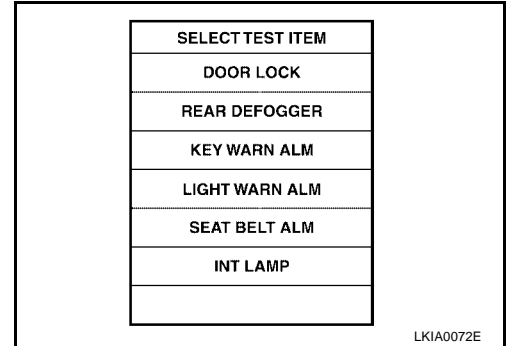 SELECT TEST ITEM
DOOR LOCK
REAR DEFOGGER
KEY WARN ALM
LIGHT WARN ALM
SEAT BELT ALM
INT LAMP
LKIA0072E